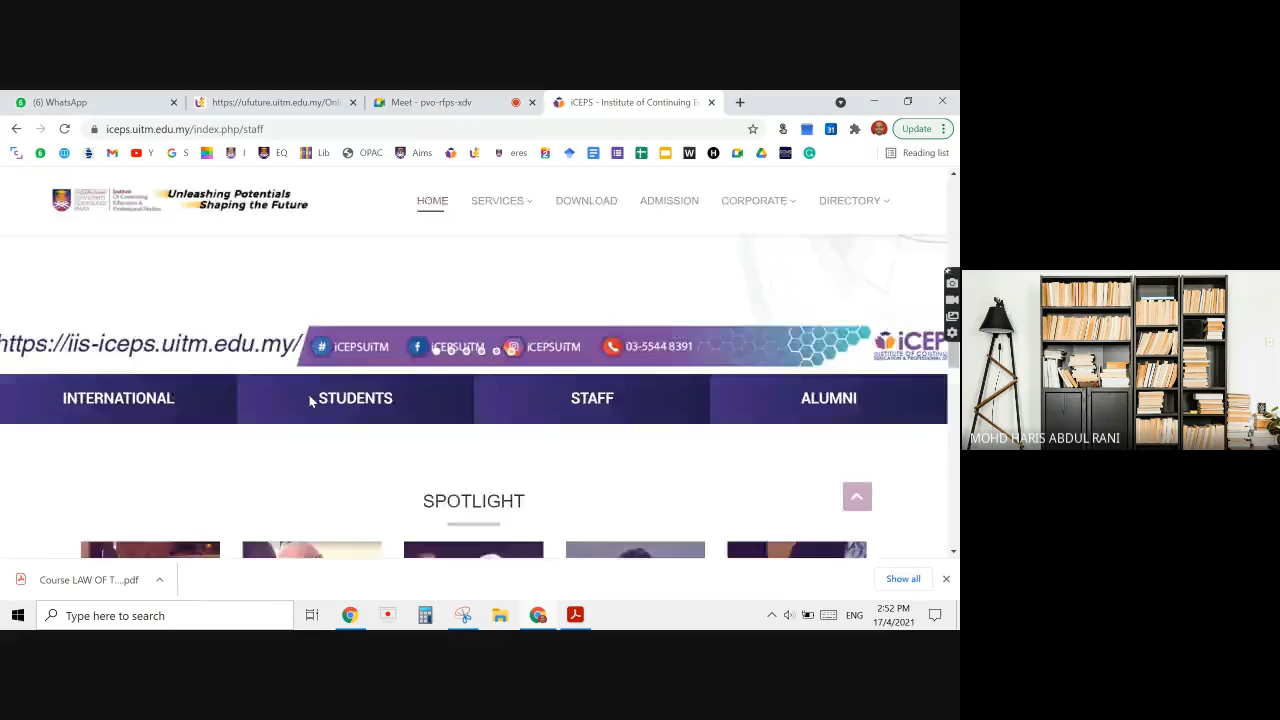 (6) WhatsApp
https://ufuture.uitm.edu.my/Onli
Meet - pvo-rfps-xdv
iCEPS - Institute of Continuing E
iceps.uitm.edu.my/index.php/staff
Update
Y
S
EQ
Lib
OPAC
Aims
eres
Reading list
Unleashing Potentials
Shaping the Future
HOME
SERVICES
DOWNLOAD
ADMISSION
CORPORATE
DIRECTORY
https://iis-iceps.uitm.edu.my/
iCEPSUiTM
iCEPSUiTM
iCEPSUiTM
03-5544 8391
iCEP
INTERNATIONAL
STUDENTS
STAFF
ALUMNI
SPOTLIGHT
MOHD HARIS ABDUL RANI
Course LAW OF T....pdf
Show all
Type here to search
ENG
2:52 PM
17/4/2021